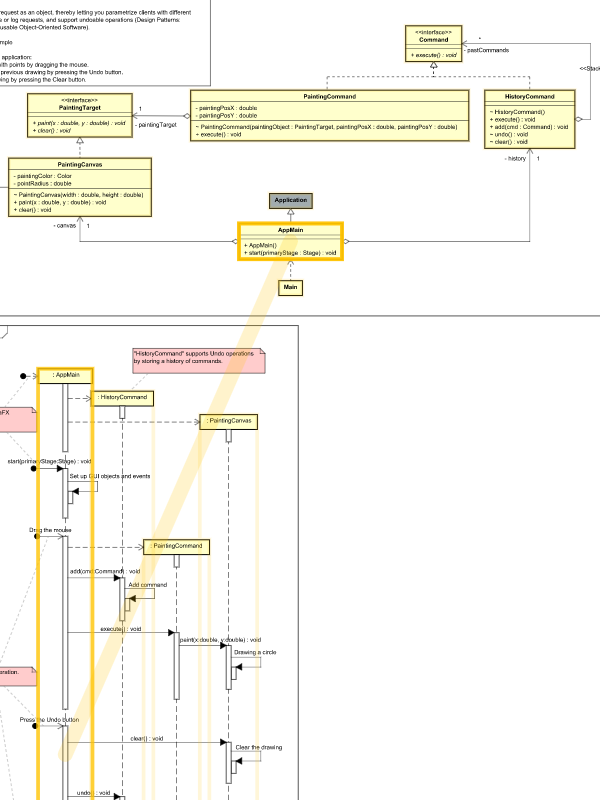 request as an object, thereby letting you parametrize clients with different
e or log requests, and support undoable operations (Design Patterns:
usable Object-Oriented Software).
mple
application:
with points by dragging the mouse.
previous drawing by pressing the Undo button.
wing by pressing the Clear button.
<<interface>>
Command
+ execute() : void
- pastCommands
*
<<Stack
<<interface>>
PaintingTarget
+ paint(x : double, y : double) : void
+ clear() : void
1
- paintingTarget
PaintingCommand
- paintingPosX : double
- paintingPosY : double
~ PaintingCommand(paintingObject : PaintingTarget, paintingPosX : double, paintingPosY : double)
+ execute() : void
HistoryCommand
~ HistoryCommand()
+ execute() : void
+ add(cmd : Command) : void
~ undo() : void
~ clear() : void
- history
1
PaintingCanvas
- paintingColor : Color
- pointRadius : double
~ PaintingCanvas(width : double, height : double)
+ paint(x : double, y : double) : void
+ clear() : void
- canvas
1
Application
AppMain
+ AppMain()
+ start(primaryStage : Stage) : void
Main
"HistoryCommand" supports Undo operations
by storing a history of commands.
: AppMain
: HistoryCommand
aFX
: PaintingCanvas
start(primaryStage:Stage) : void
Set up GUI objects and events
Drag the mouse
: PaintingCommand
add(cmd:Command) : void
Add command
execute() : void
paint(x:double, y:double) : void
Drawing a circle
eration.
Press the Undo button
clear() : void
Clear the drawing
undo() : void